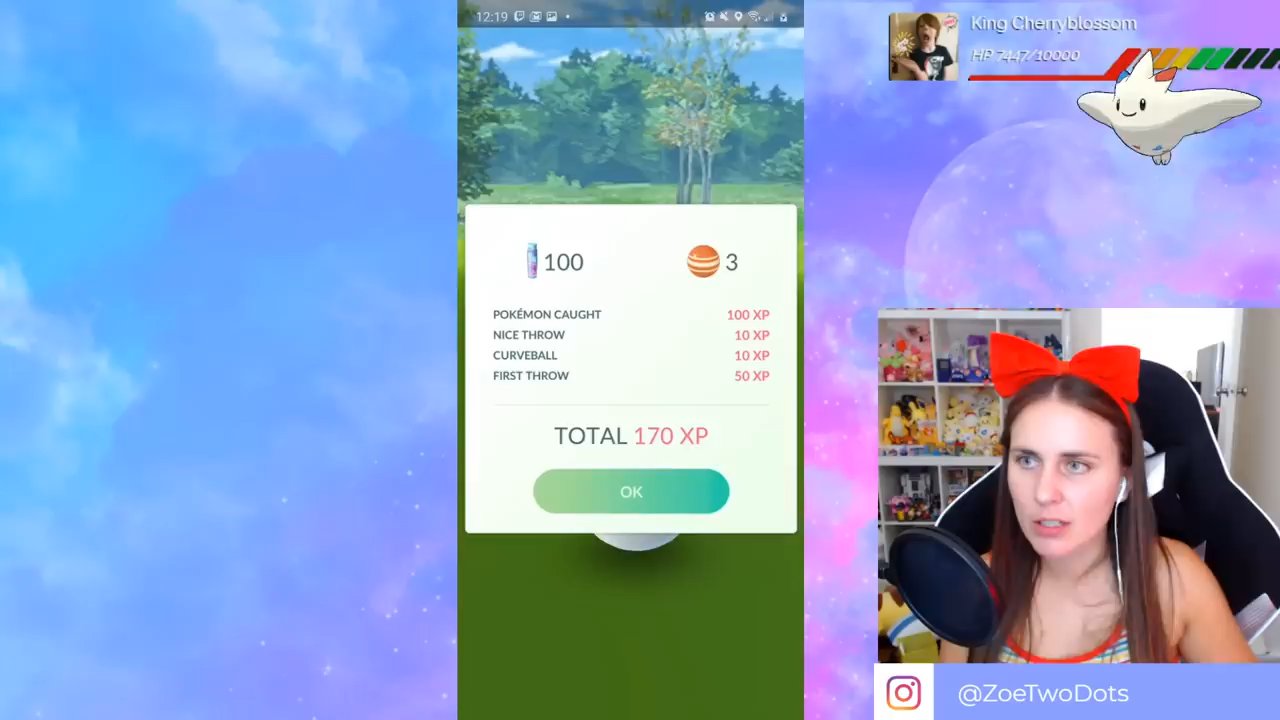 12:19
King Cherryblossom
HP 7447/10000
100
3
POKÉMON CAUGHT 100 XP
NICE THROW 10 XP
CURVEBALL 10 XP
FIRST THROW 50 XP
TOTAL 170 XP
OK
@ZoeTwoDots